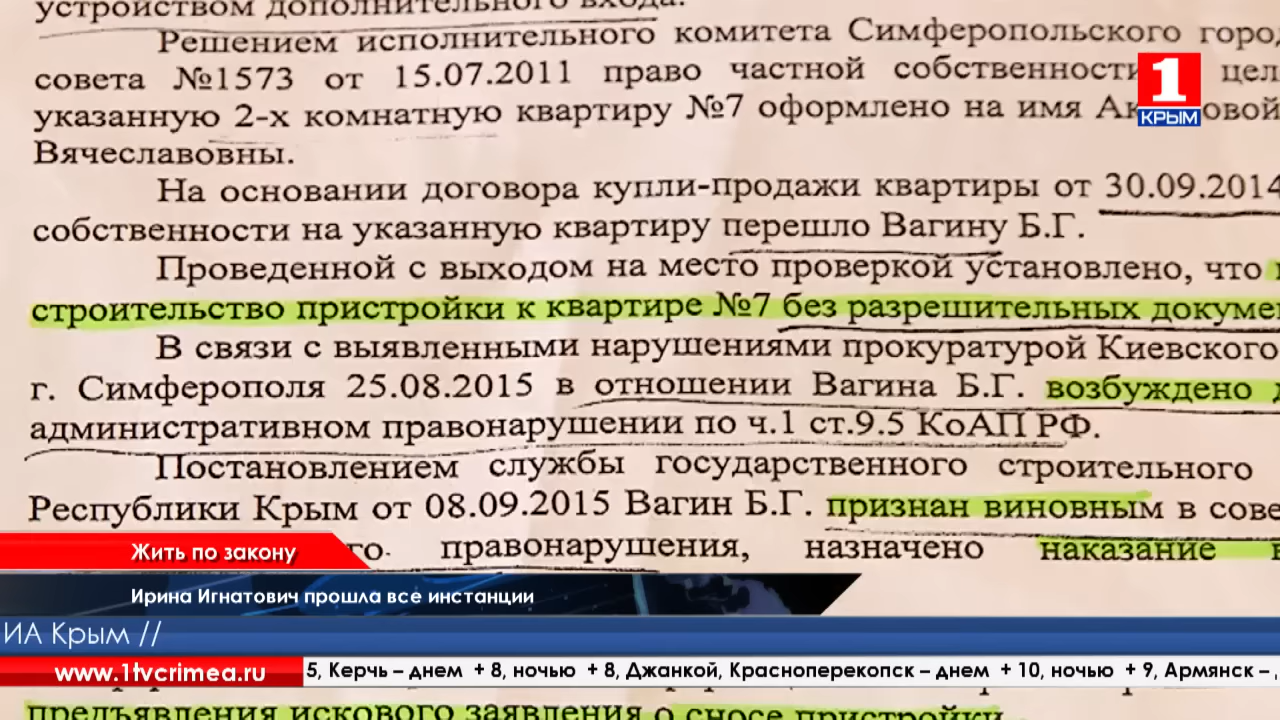 устройством дополнительного входа.
Решением исполнительного комитета Симферопольского
совета №1573 от 15.07.2011 право частной собственности
указанную 2-х комнатную квартиру №7 оформлено на имя
Вячеславовны.
На основании договора купли-продажи квартиры от 30.09.2014
собственности на указанную квартиру перешло Вагину Б.Г.
Проведенной с выходом на место проверкой установлено, что
строительство пристройки к квартире №7 без разрешительных
В связи с выявленными нарушениями прокуратурой Киевского
г. Симферополя 25.08.2015 в отношении Вагина Б.Г. возбуждено
административном правонарушении по ч.1 ст.9.5 КоАП РФ.
Постановлением службы государственного строительного
Республики Крым от 08.09.2015 Вагин Б.Г. признан виновным в
правонарушения, назначено наказание
предъявления искового заявления о сносе пристройки.
1
КРЫМ
Жить по закону
Ирина Игнатович прошла все инстанции
ИА Крым //
www.1tvcrimea.ru
5, Керчь – днем + 8, ночью + 8, Джанкой, Красноперекопск – днем + 10, ночью + 9, Армянск –